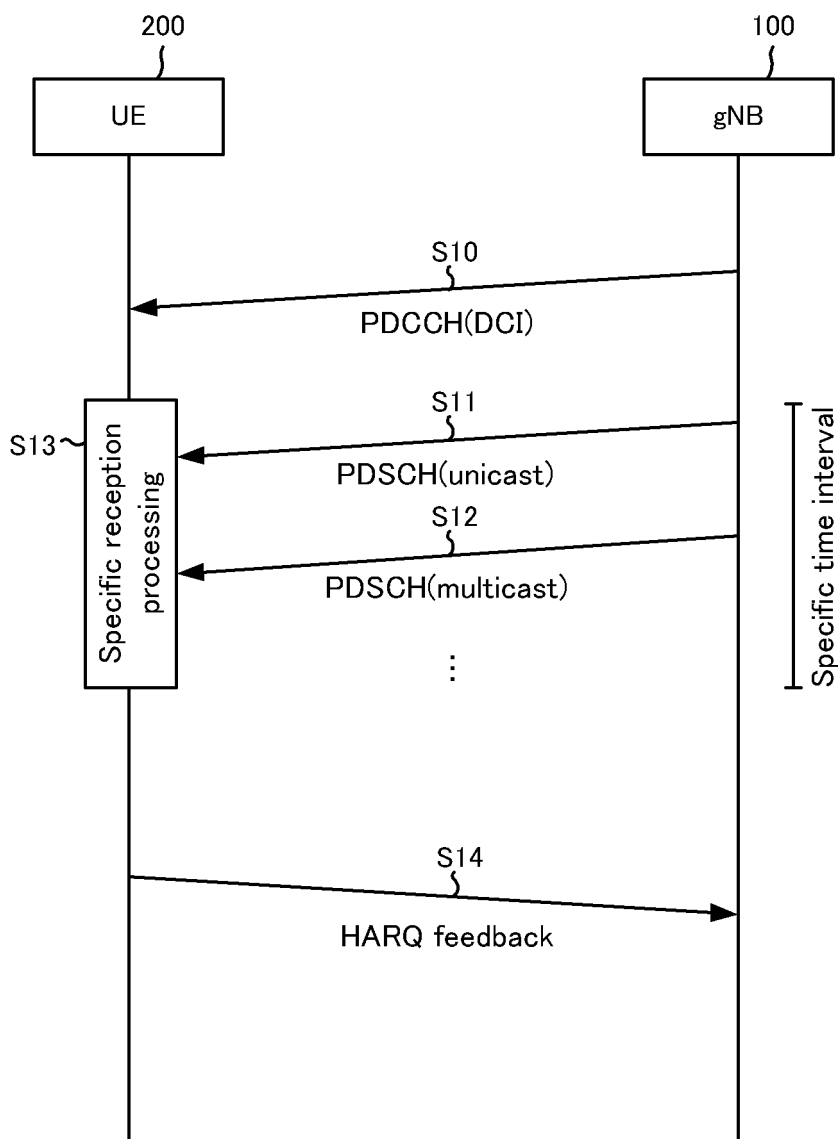 200
100
UE
gNB
S10
PDCCH(DCI)
S11
PDSCH(unicast)
S12
PDSCH(multicast)
S13
Specific reception
processing
Specific time interval
⋮
S14
HARQ feedback